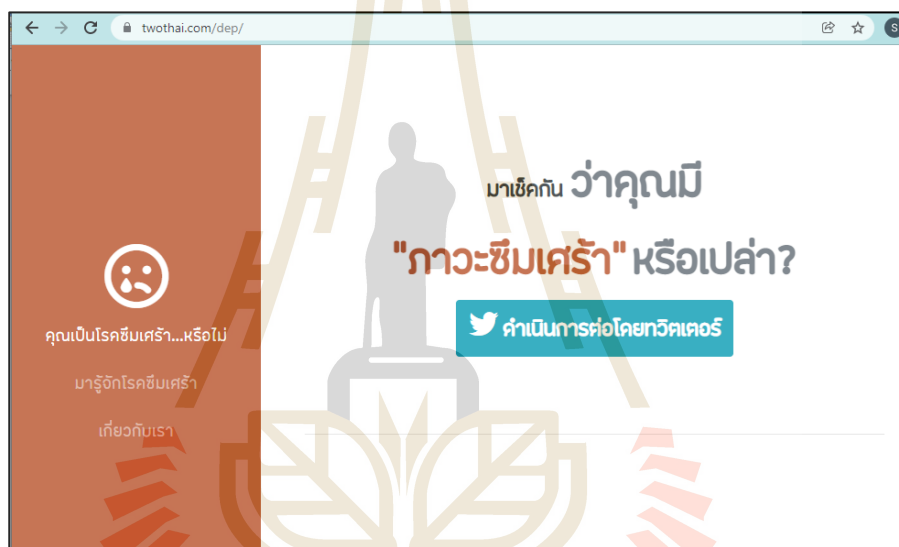 twothai.com/dep/
S
คุณเป็นโรคซึมเศร้า...หรือไม่
มารู้จักโรคซึมเศร้า
เกี่ยวกับเรา
มาเช็คกัน ว่าคุณมี
"ภาวะซึมเศร้า" หรือเปล่า?
ดำเนินการต่อโดยทวิตเตอร์